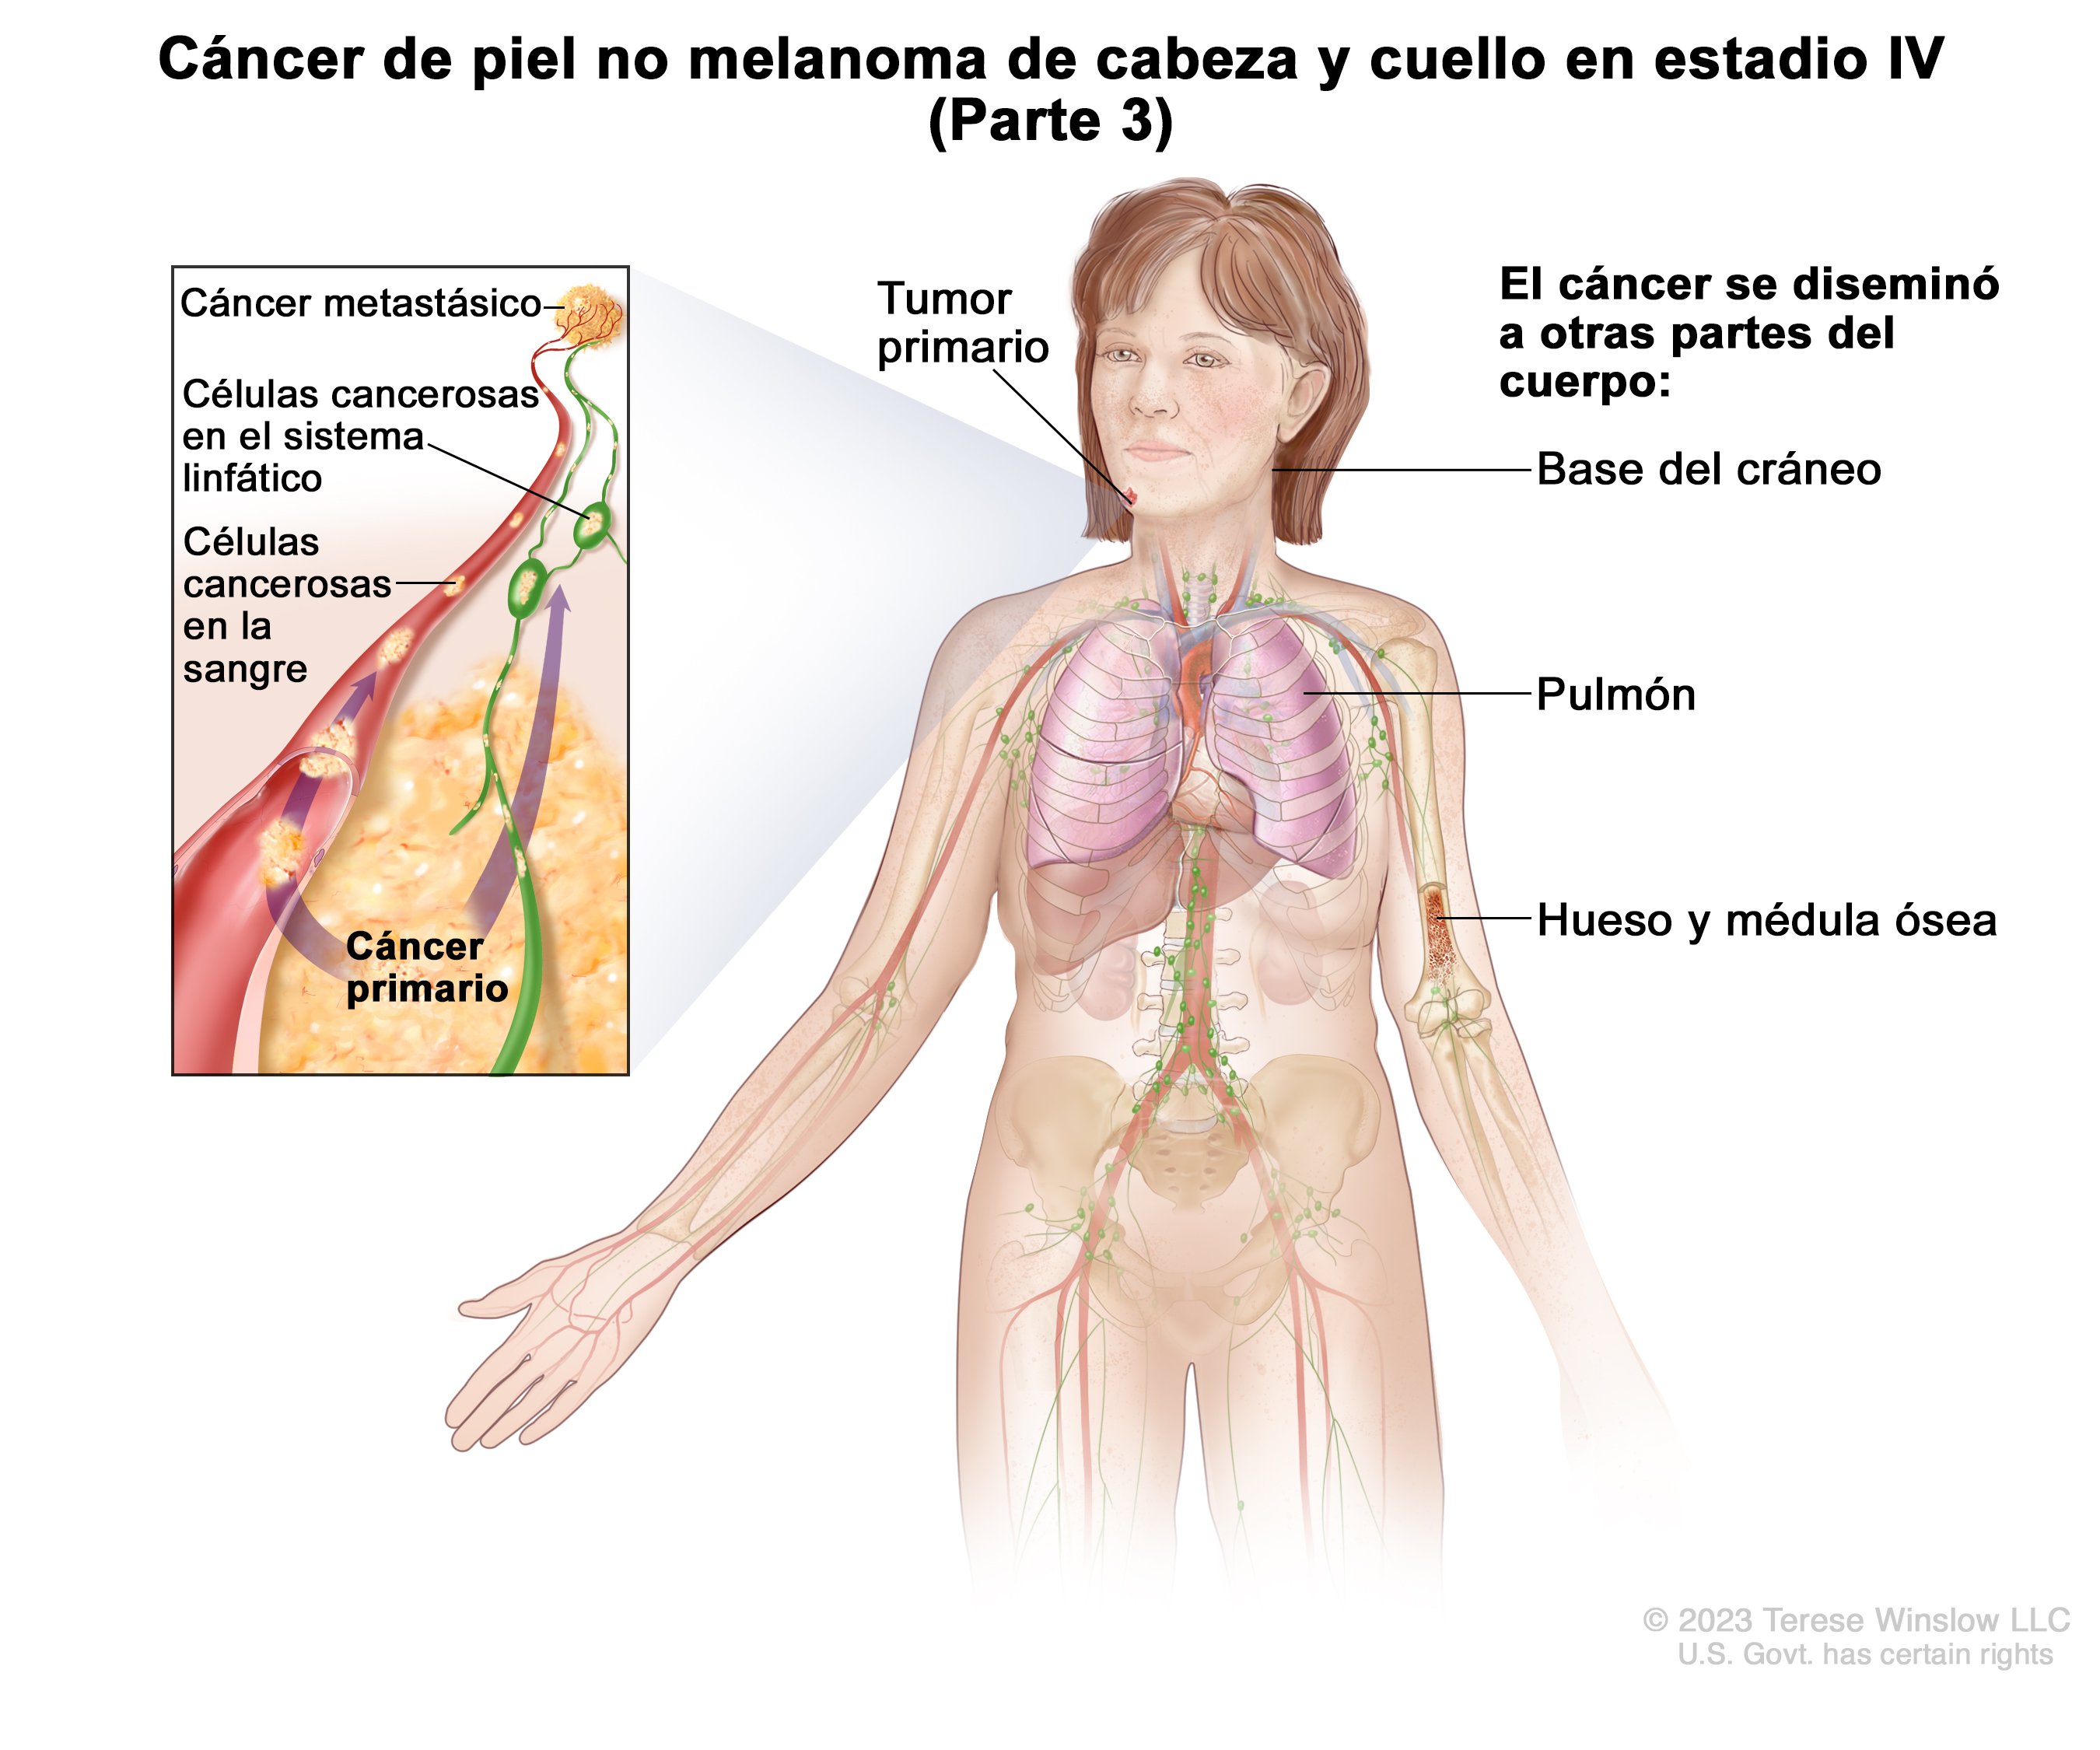 Cáncer de piel no melanoma de cabeza y cuello en estadio IV
(Parte 3)
Cáncer metastásico
Células cancerosas
en el sistema
linfático
Células
cancerosas
en la
sangre
Cáncer
primario
Tumor
primario
El cáncer se diseminó
a otras partes del
cuerpo:
Base del cráneo
Pulmón
Hueso y médula ósea
© 2023 Terese Winslow LLC
U.S. Govt. has certain rights